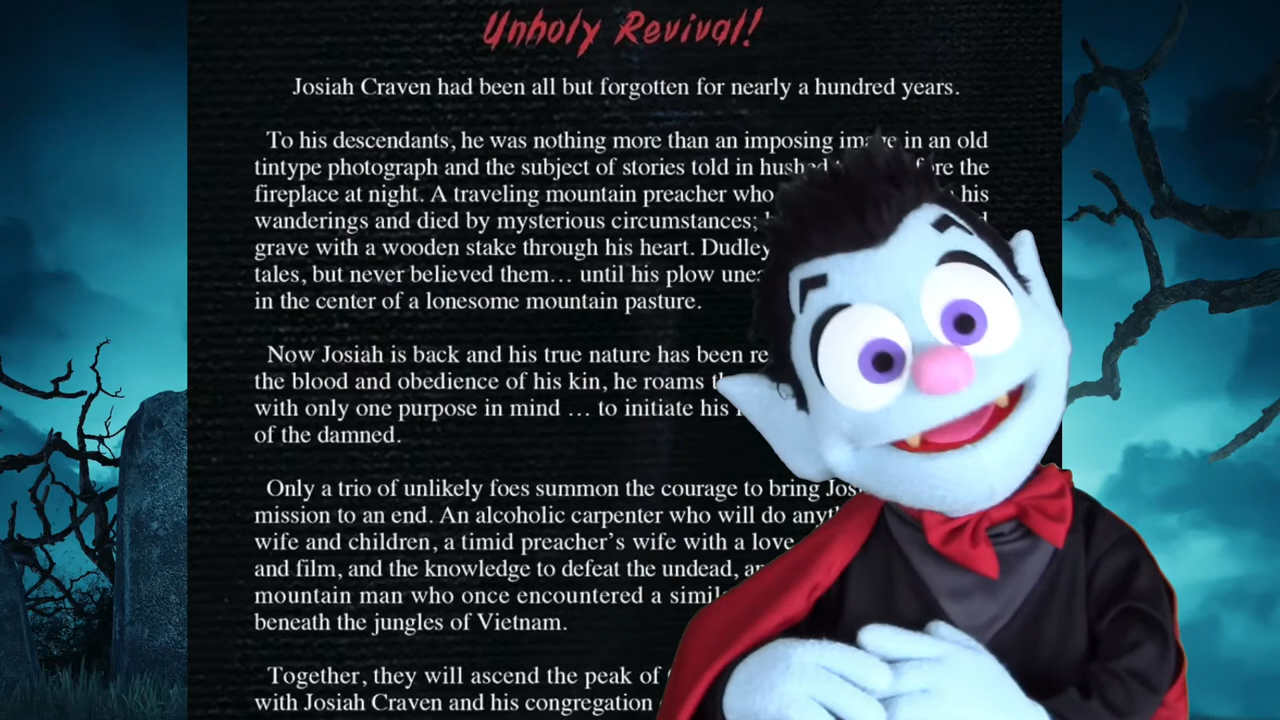 Unholy Revival!
Josiah Craven had been all but forgotten for nearly a hundred years.
To his descendants, he was nothing more than an imposing image in an old
tintype photograph and the subject of stories told in hushed the
fireplace at night. A traveling mountain preacher who his
wanderings and died by mysterious circumstances;
grave with a wooden stake through his heart. Dudley
tales, but never believed them... until his plow
in the center of a lonesome mountain pasture.
Now Josiah is back and his true nature has been
the blood and obedience of his kin, he roams
with only one purpose in mind ... to initiate his
of the damned.
Only a trio of unlikely foes summon the courage to bring
mission to an end. An alcoholic carpenter who will do
wife and children, a timid preacher's wife with a love
and film, and the knowledge to defeat the undead,
mountain man who once encountered a
beneath the jungles of Vietnam.
Together, they will ascend the peak of
with Josiah Craven and his congregation